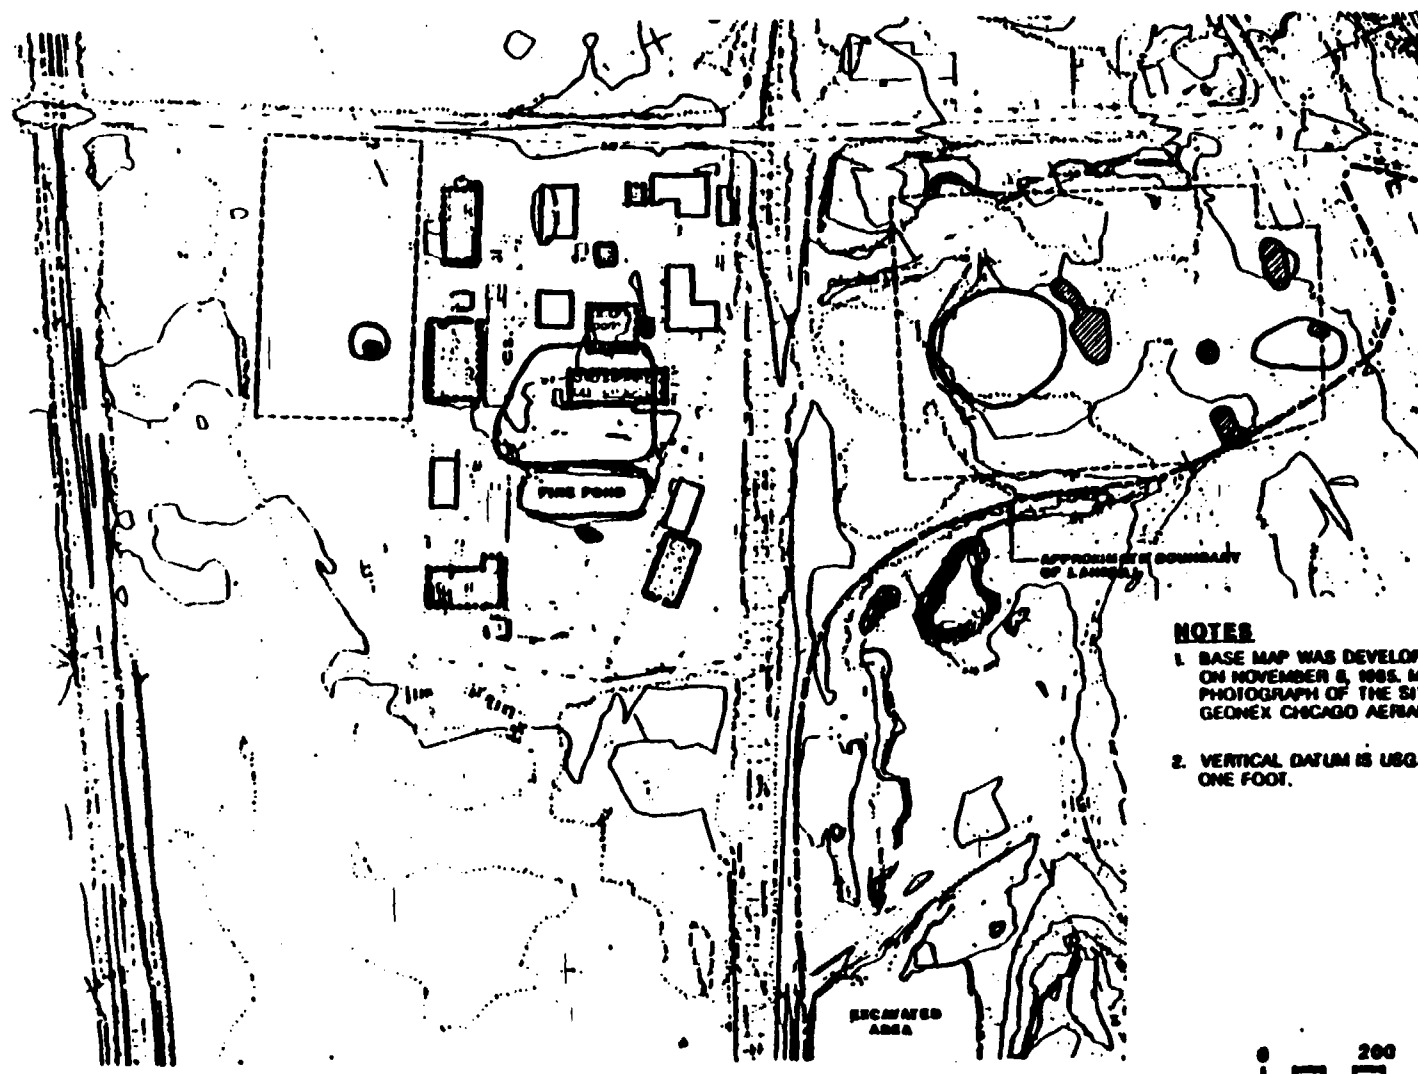 FIRE POND
APPROXIMATE BOUNDARY
OF LANDFILL
NOTES
1. BASE MAP WAS DEVELOP
ON NOVEMBER 8, 1985. M
PHOTOGRAPH OF THE SIT
GEONEX CHICAGO AERIA
2. VERTICAL DATUM IS USG
ONE FOOT.
EXCAVATED
AREA
0 200